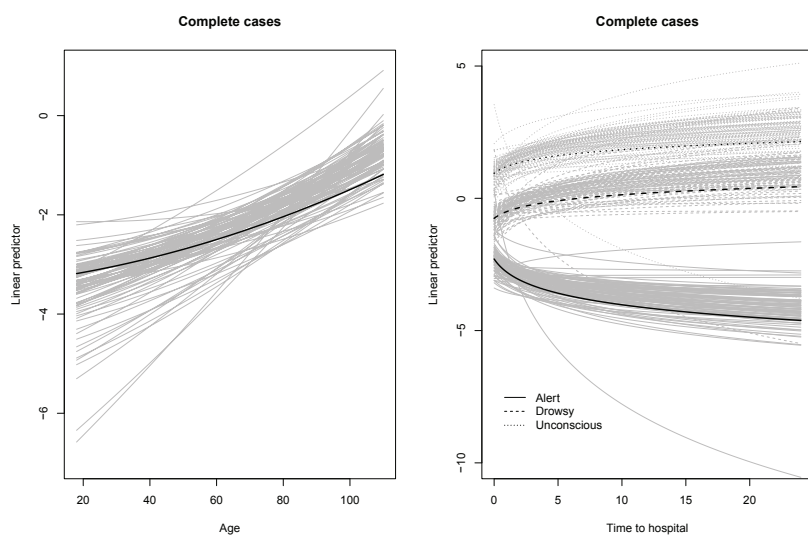 Complete cases
0
−2
−4
−6
Linear predictor
20 40 60 80 100
Age
Complete cases
5
0
−5
−10
Linear predictor
Alert
Drowsy
Unconscious
0 5 10 15 20
Time to hospital